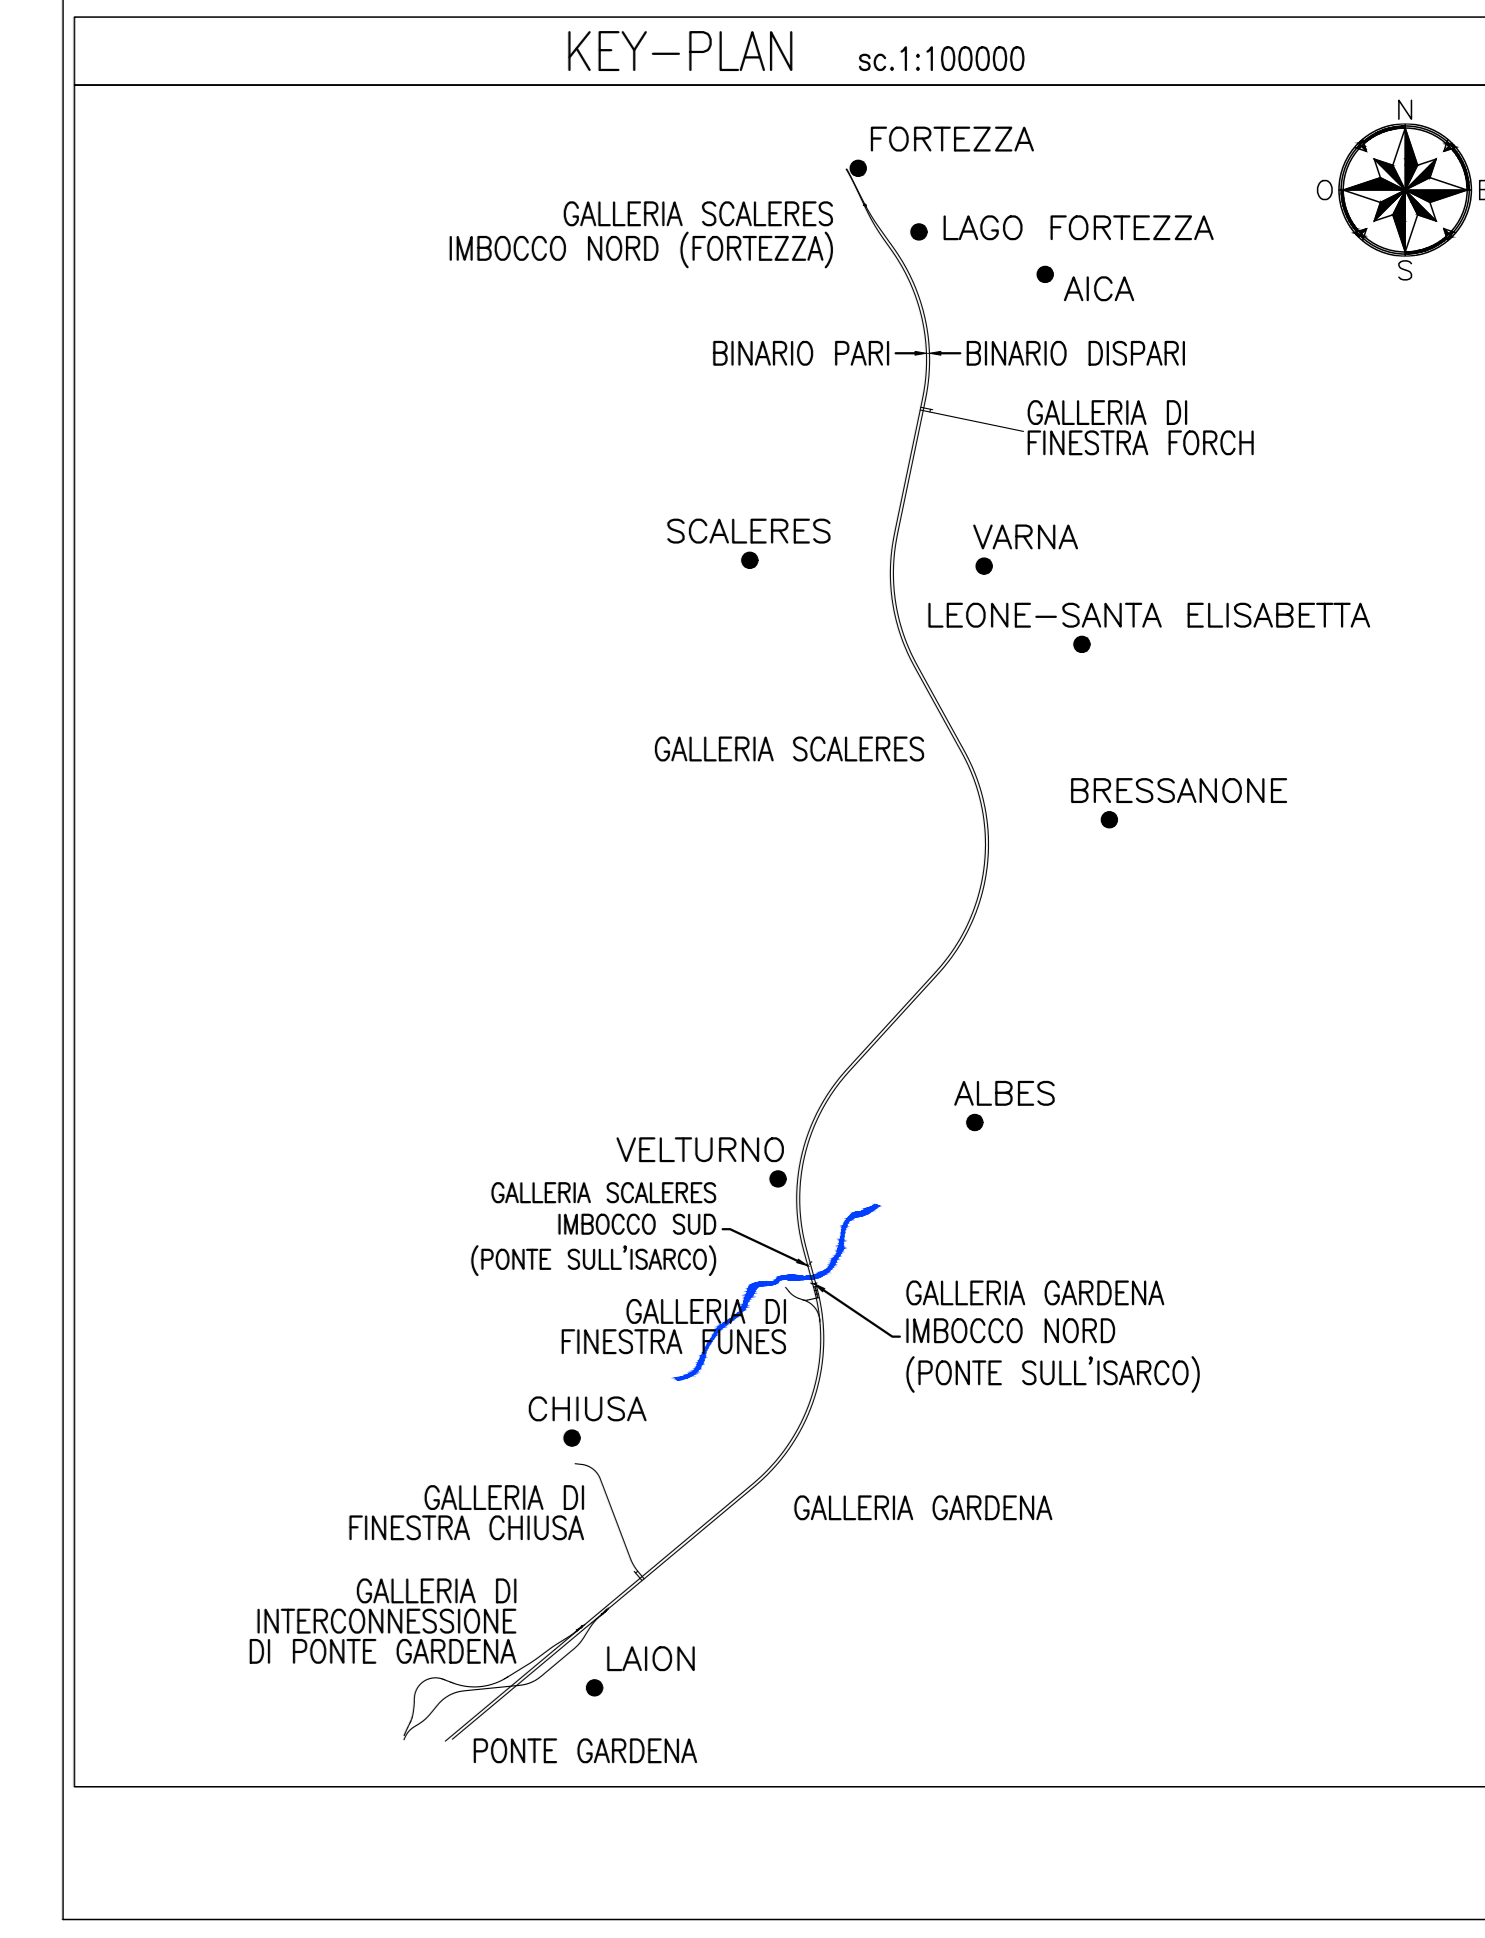 KEY-PLAN sc.1:100000
N
O
S
FORTEZZA
GALLERIA SCALERES
IMBOCCO NORD (FORTEZZA)
LAGO FORTEZZA
AICA
BINARIO PARI
BINARIO DISPARI
GALLERIA DI
FINESTRA FORCH
SCALERES
VARNA
LEONE-SANTA ELISABETTA
GALLERIA SCALERES
BRESSANONE
ALBES
VELTURNO
GALLERIA SCALERES
IMBOCCO SUD
(PONTE SULL'ISARCO)
GALLERIA GARDENA
IMBOCCO NORD
(PONTE SULL'ISARCO)
GALLERIA DI
FINESTRA FUNES
CHIUSA
GALLERIA DI
FINESTRA CHIUSA
GALLERIA GARDENA
GALLERIA DI
INTERCONNESSIONE
DI PONTE GARDENA
LAION
PONTE GARDENA